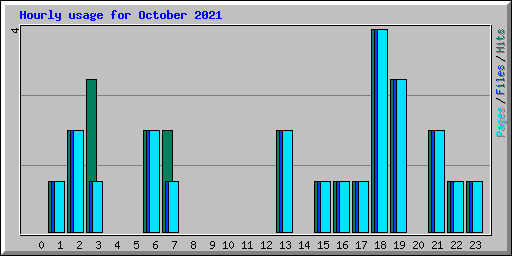 Hourly usage for October 2021
4
Pages/Files/Hits
0 1 2 3 4 5 6 7 8 9 10 11 12 13 14 15 16 17 18 19 20 21 22 23